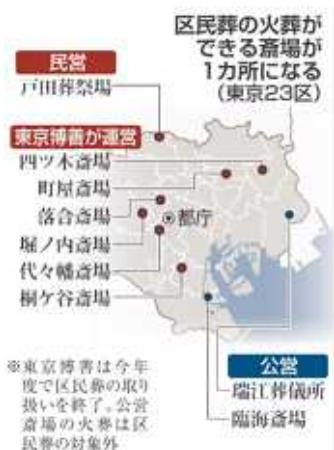 区民葬の火葬が
できる斎場が
1カ所になる
(東京23区)
民営
戸田葬祭場
東京博善が運営
四ツ木斎場
町屋斎場
落合斎場
堀ノ内斎場
代々幡斎場
桐ケ谷斎場
都庁
公営
瑞江葬儀所
臨海斎場
※東京博善は今年
度で区民葬の取り
扱いを終了。公営
斎場の火葬は区
民葬の対象外